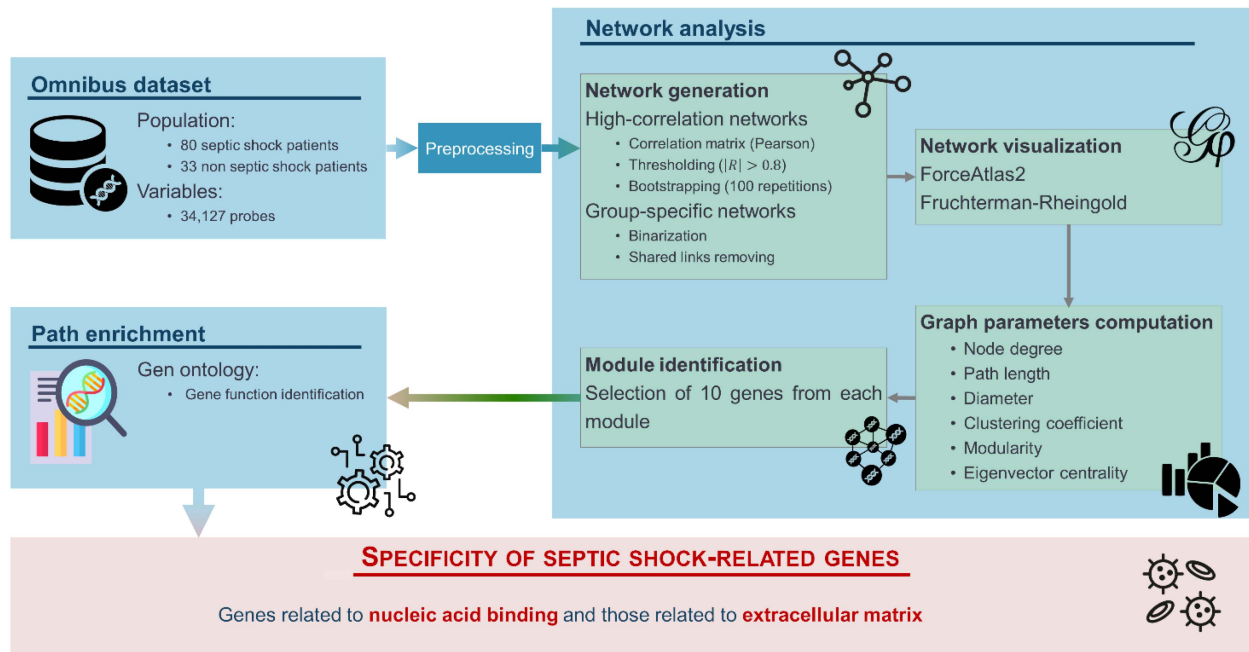 Network analysis
Omnibus dataset
Population:
• 80 septic shock patients
• 33 non septic shock patients
Variables:
• 34,127 probes
Preprocessing
Network generation
High-correlation networks
• Correlation matrix (Pearson)
• Thresholding (|R| > 0.8)
• Bootstrapping (100 repetitions)
Group-specific networks
• Binarization
• Shared links removing
Network visualization
ForceAtlas2
Fruchterman-Rheingold
Graph parameters computation
• Node degree
• Path length
• Diameter
• Clustering coefficient
• Modularity
• Eigenvector centrality
Module identification
Selection of 10 genes from each
module
Path enrichment
Gen ontology:
• Gene function identification
SPECIFICITY OF SEPTIC SHOCK-RELATED GENES
Genes related to nucleic acid binding and those related to extracellular matrix